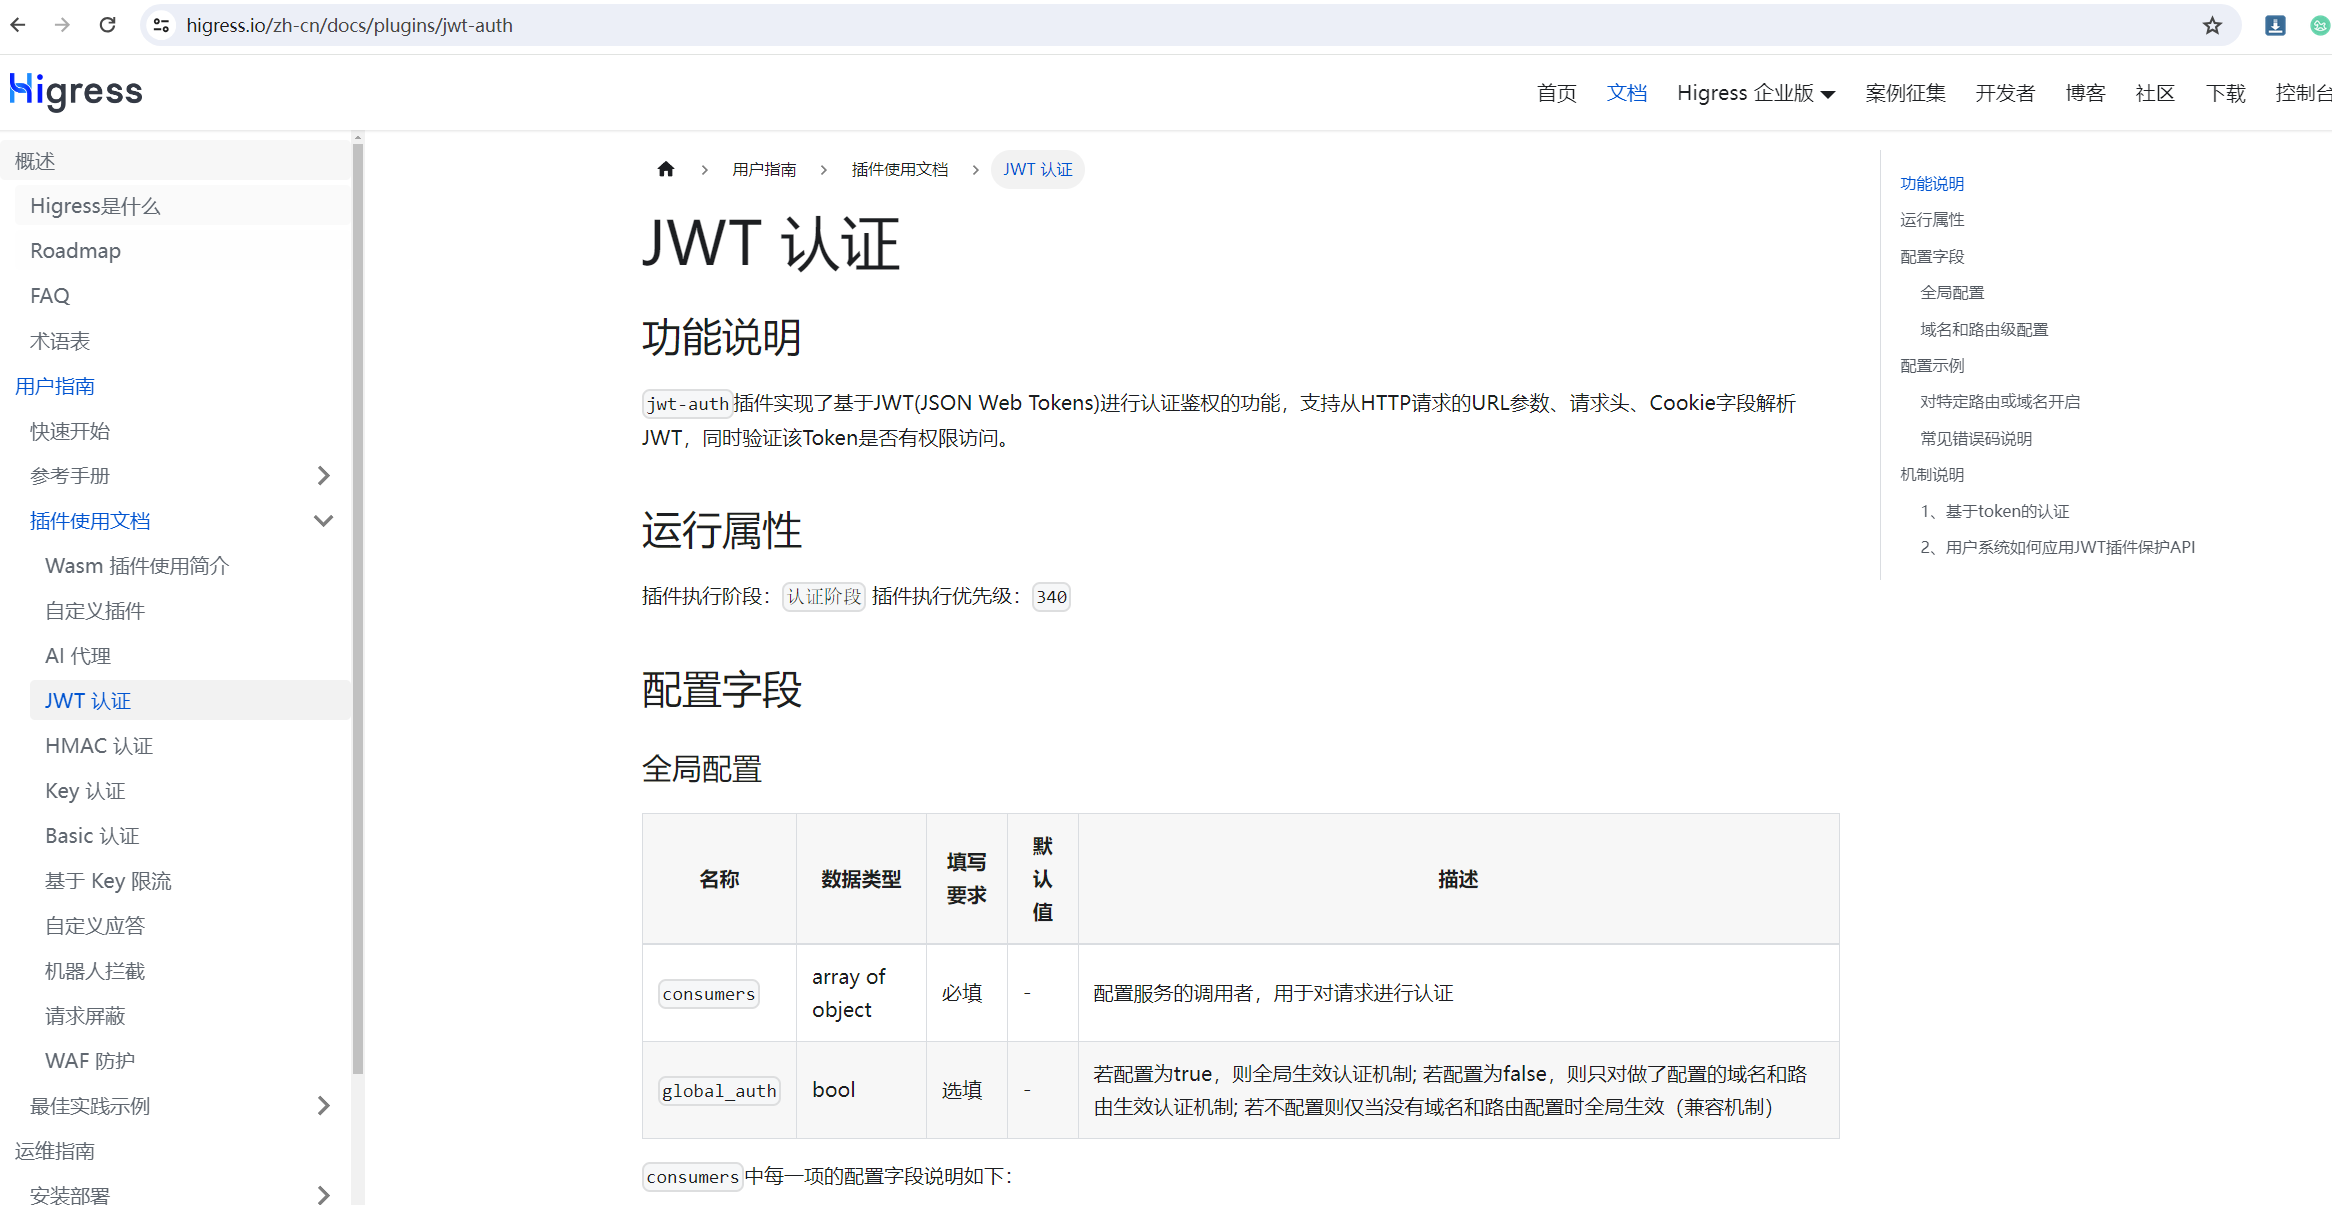 higress.io/zh-cn/docs/plugins/jwt-auth
Higress
首页 文档 Higress 企业版 案例征集 开发者 博客 社区 下载 控制台
概述
Higress是什么
Roadmap
FAQ
术语表
用户指南
快速开始
参考手册
插件使用文档
Wasm 插件使用简介
自定义插件
AI 代理
JWT 认证
HMAC 认证
Key 认证
Basic 认证
基于 Key 限流
自定义应答
机器人拦截
请求屏蔽
WAF 防护
最佳实践示例
运维指南
安装部署
用户指南 插件使用文档 JWT 认证
JWT 认证
功能说明
jwt-auth插件实现了基于JWT(JSON Web Tokens)进行认证鉴权的功能，支持从HTTP请求的URL参数、请求头、Cookie字段解析
JWT，同时验证该Token是否有权限访问。
运行属性
插件执行阶段：认证阶段 插件执行优先级：340
配置字段
全局配置
名称 数据类型 填写要求 默认值 描述
consumers array of object 必填 - 配置服务的调用者，用于对请求进行认证
global_auth bool 选填 - 若配置为true，则全局生效认证机制; 若配置为false，则只对做了配置的域名和路
由生效认证机制; 若不配置则仅当没有域名和路由配置时全局生效（兼容机制）
consumers中每一项的配置字段说明如下：
功能说明
运行属性
配置字段
全局配置
域名和路由级配置
配置示例
对特定路由或域名开启
常见错误码说明
机制说明
1、基于token的认证
2、用户系统如何应用JWT插件保护API